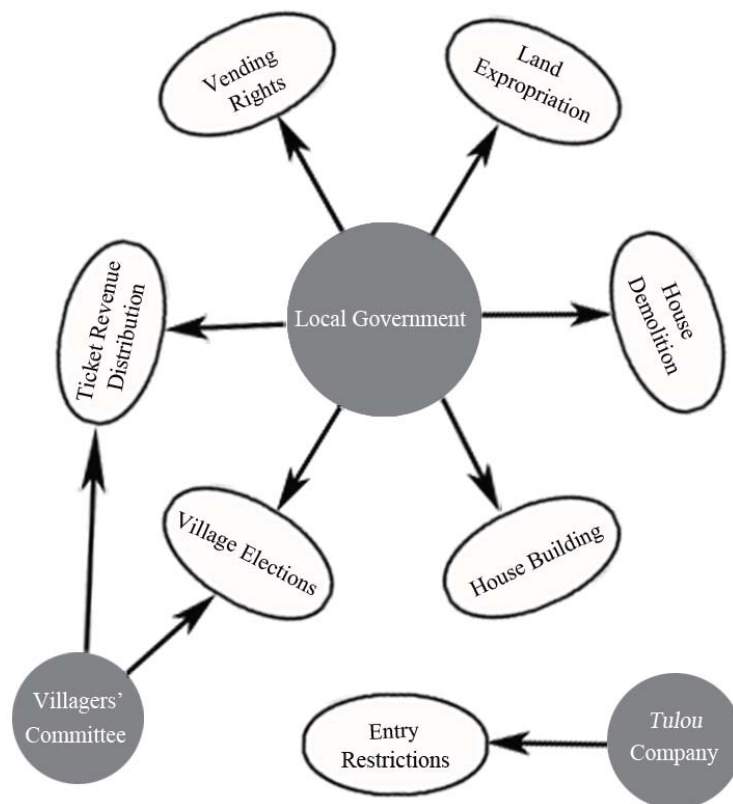 Vending
Rights
Land
Expropriation
Ticket Revenue
Distribution
Local Government
House
Demolition
Village Elections
House Building
Villagers’
Committee
Entry
Restrictions
Tulou
Company